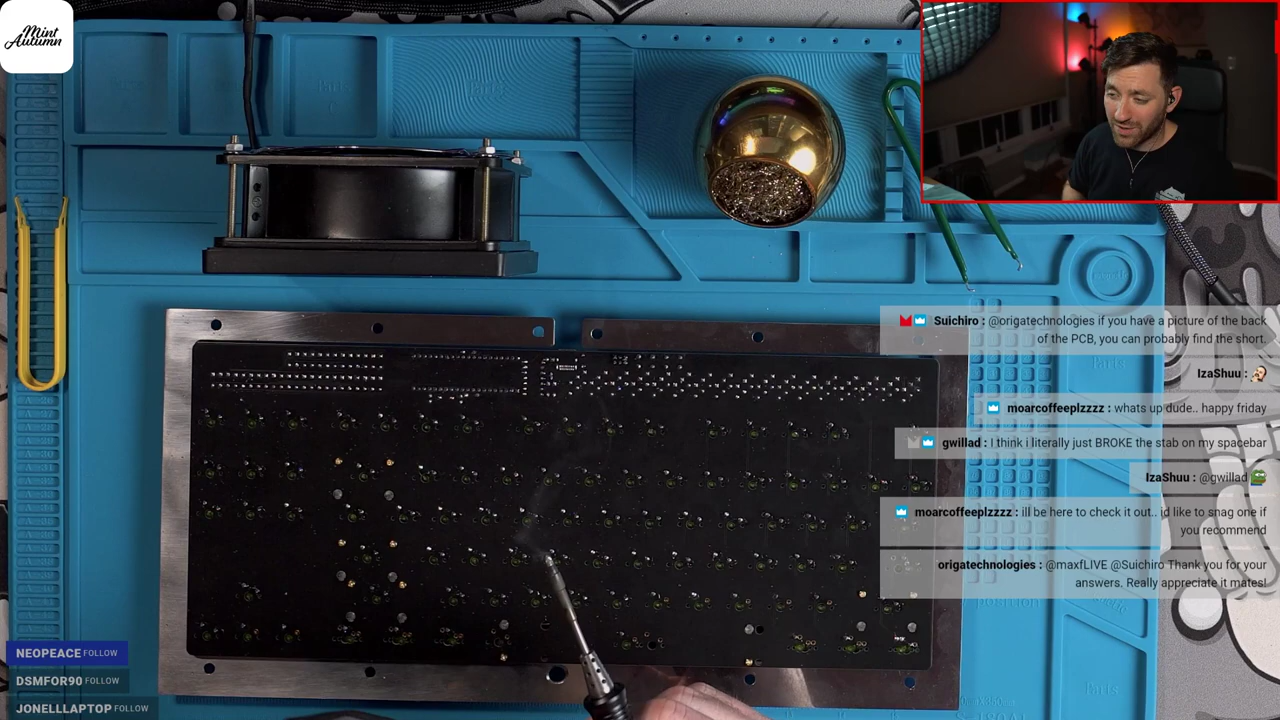 Mint
Autumn
Suichiro : @origatechnologies if you have a picture of the back
of the PCB, you can probably find the short.
IzaShuu :
moarcoffeeplzzzz : whats up dude.. happy friday
gwillad : I think i literally just BROKE the stab on my spacebar
IzaShuu : @gwillad
moarcoffeeplzzzz : ill be here to check it out.. id like to snag one if
you recommend
origatechnologies : @maxfLIVE @Suichiro Thank you for your
answers. Really appreciate it mates!
NEOPEACE FOLLOW
DSMFOR90 FOLLOW
JONELLLAPTOP FOLLOW
Parts
Parts